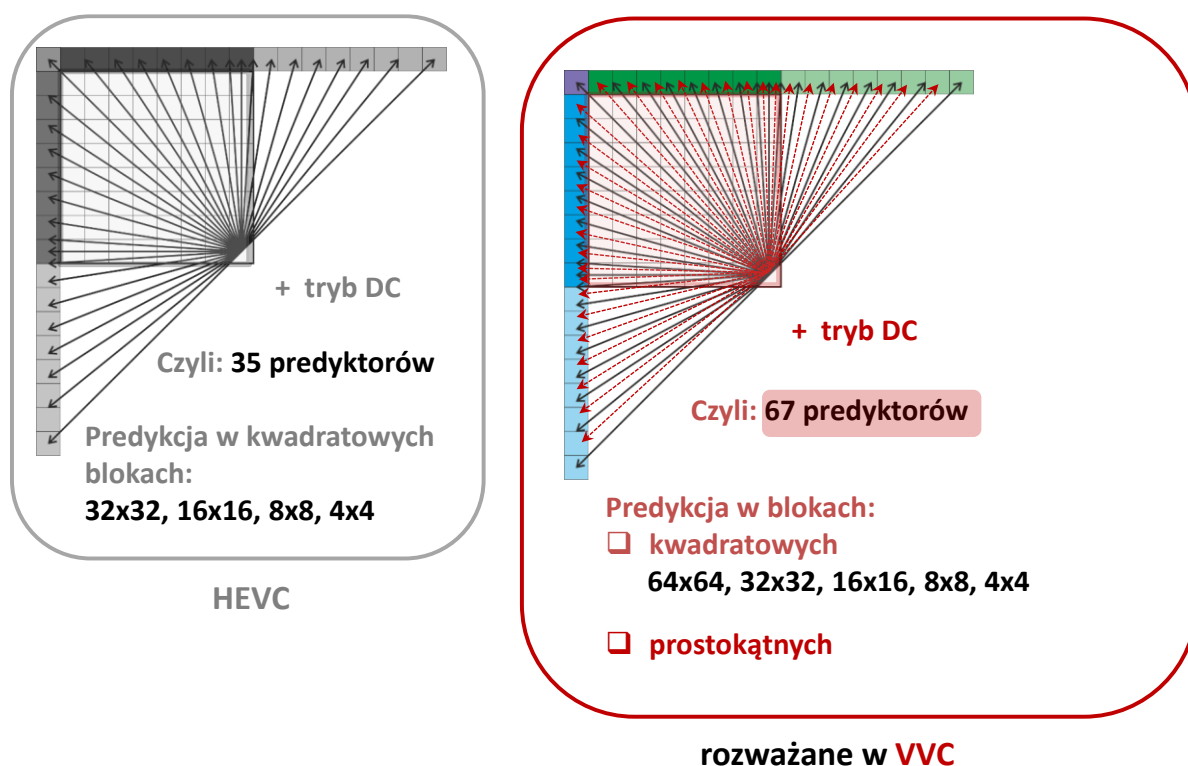 + tryb DC
Czyli: 35 predyktorów
Predykcja w kwadratowych
blokach:
32x32, 16x16, 8x8, 4x4
HEVC
+ tryb DC
Czyli: 67 predyktorów
Predykcja w blokach:
❑ kwadratowych
64x64, 32x32, 16x16, 8x8, 4x4
❑ prostokątnych
rozważane w VVC